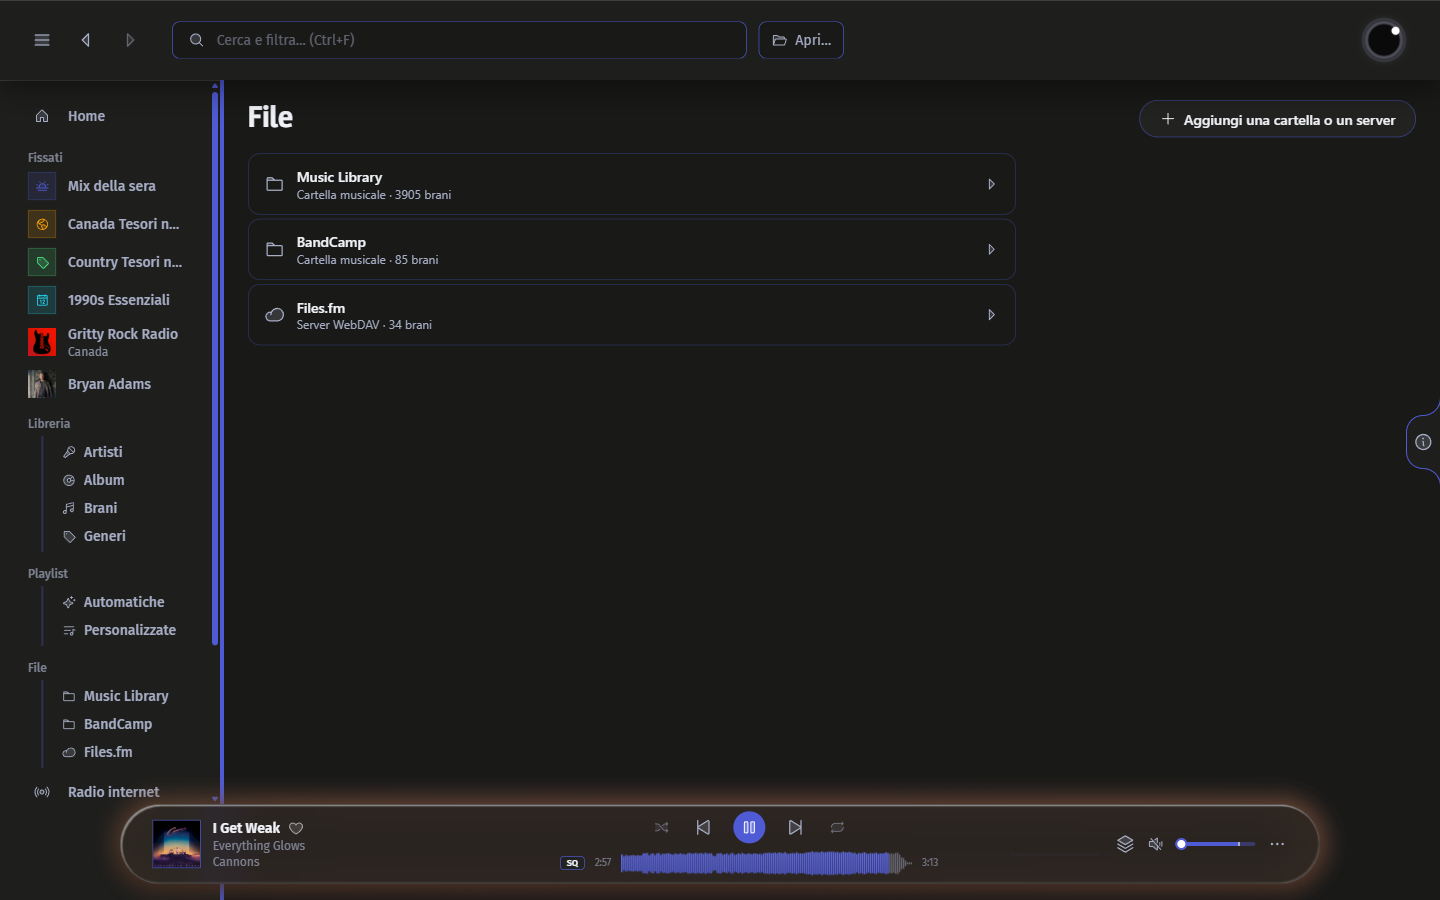 Cerca e filtra... (Ctrl+F)
Apri...
Home
Fissati
Mix della sera
Canada Tesori n...
Country Tesori n...
1990s Essenziali
Gritty Rock Radio
Canada
Bryan Adams
Libreria
Artisti
Album
Brani
Generi
Playlist
Automatiche
Personalizzate
File
Music Library
BandCamp
Files.fm
Radio internet
File
Aggiungi una cartella o un server
Music Library
Cartella musicale · 3905 brani
BandCamp
Cartella musicale · 85 brani
Files.fm
Server WebDAV · 34 brani
I Get Weak
Everything Glows
Cannons
SQ
2:57
3:13